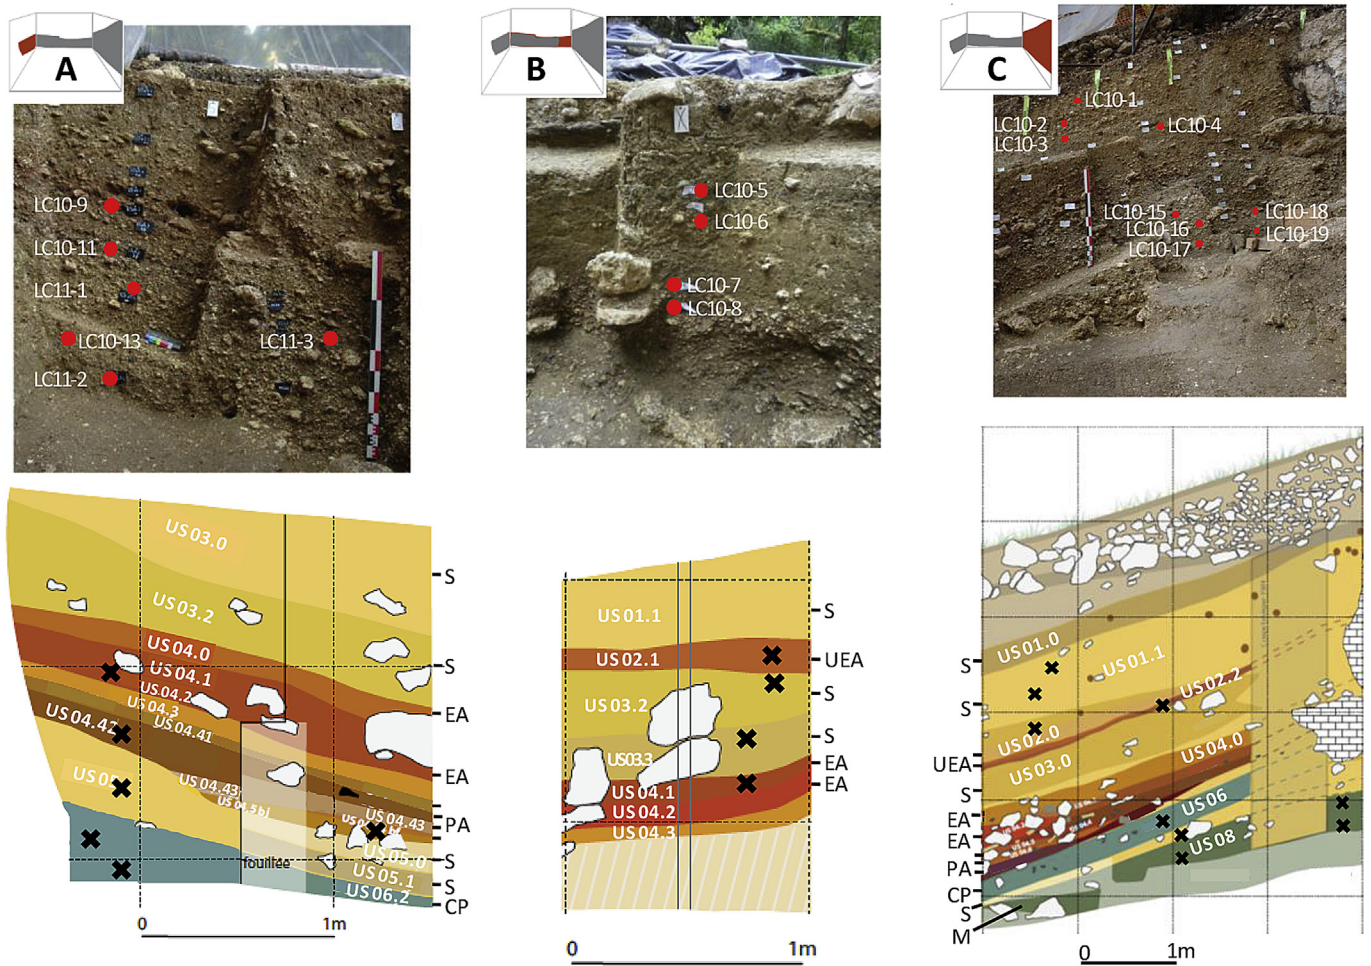 A
LC10-9
LC10-11
LC11-1
LC10-13
LC11-3
LC11-2
B
LC10-5
LC10-6
LC10-7
LC10-8
C
LC10-1
LC10-2
LC10-4
LC10-3
LC10-15
LC10-18
LC10-16
LC10-19
LC10-17
US 03.0
US 03.2
US 04.0
US 04.1
US 04.2
US 04.3
US 04.42
US 04.41
US 04.43
US 04.5bj
US 04.43
US 05.0
US 05.1
US 06.2
fouillée
S
S
EA
EA
PA
S
S
CP
0 1m
US 01.1
US 02.1
US 03.2
US 03.3
US 04.1
US 04.2
US 04.3
S
UEA
S
S
EA
EA
0 1m
US 01.0
US 01.1
US 02.2
US 02.0
US 03.0
US 04.0
US 06
US 08
S
S
UEA
S
EA
EA
PA
CP
S
M
0 1m